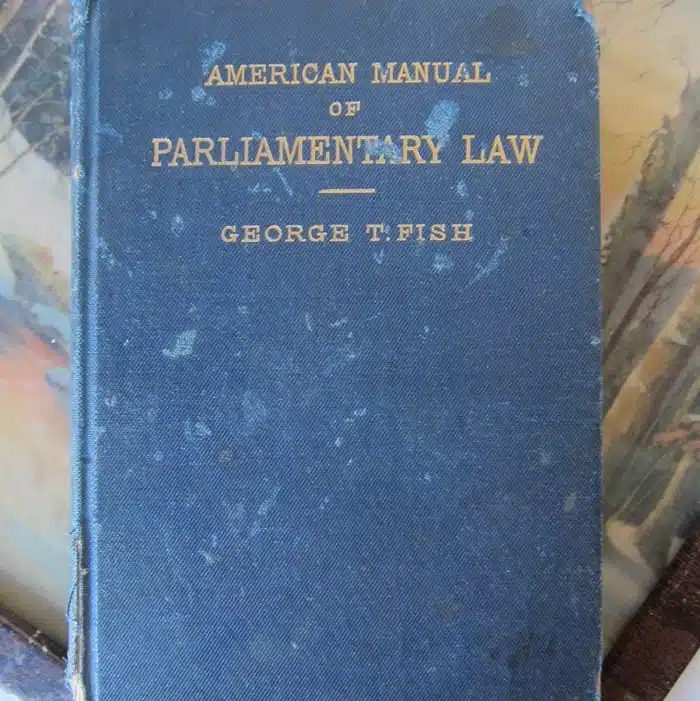 AMERICAN MANUAL
OF
PARLIAMENTARY LAW
GEORGE T. FISH